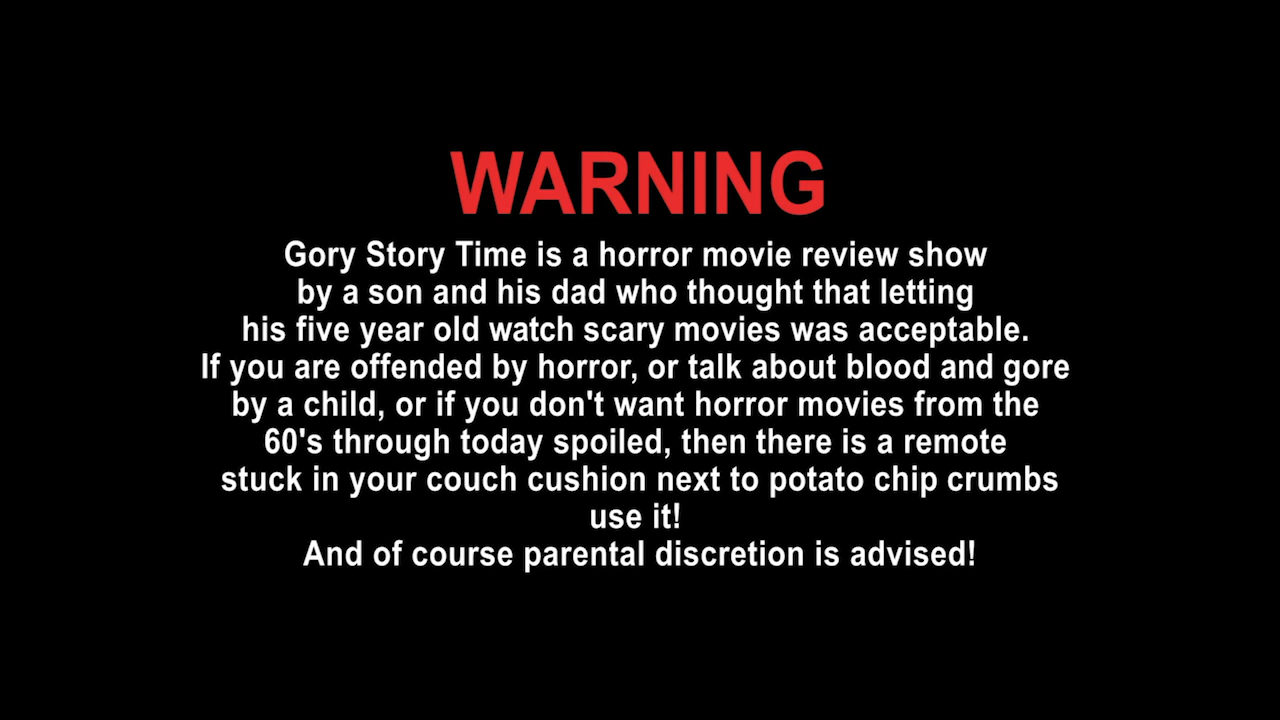 WARNING
Gory Story Time is a horror movie review show
by a son and his dad who thought that letting
his five year old watch scary movies was acceptable.
If you are offended by horror, or talk about blood and gore
by a child, or if you don't want horror movies from the
60's through today spoiled, then there is a remote
stuck in your couch cushion next to potato chip crumbs
use it!
And of course parental discretion is advised!